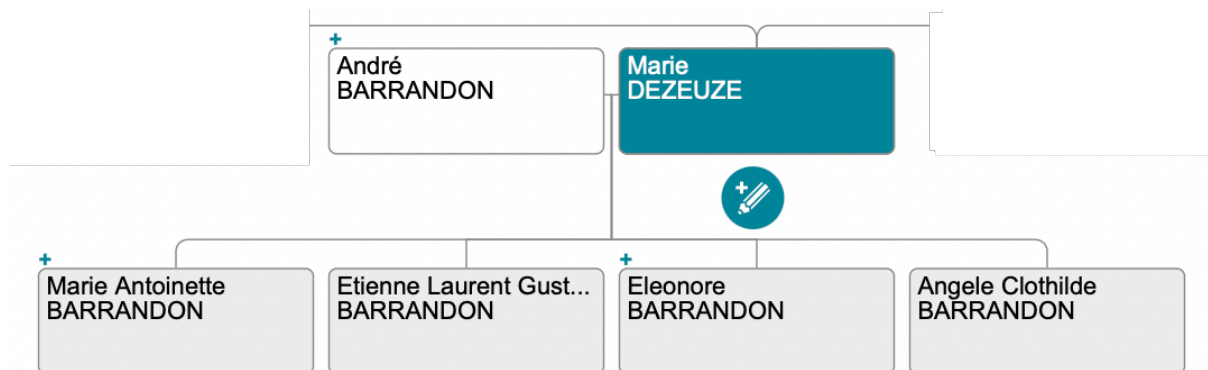 André
BARRANDON
Marie
DEZEUZE
Marie Antoinette
BARRANDON
Etienne Laurent Gust...
BARRANDON
Eleonore
BARRANDON
Angele Clothilde
BARRANDON